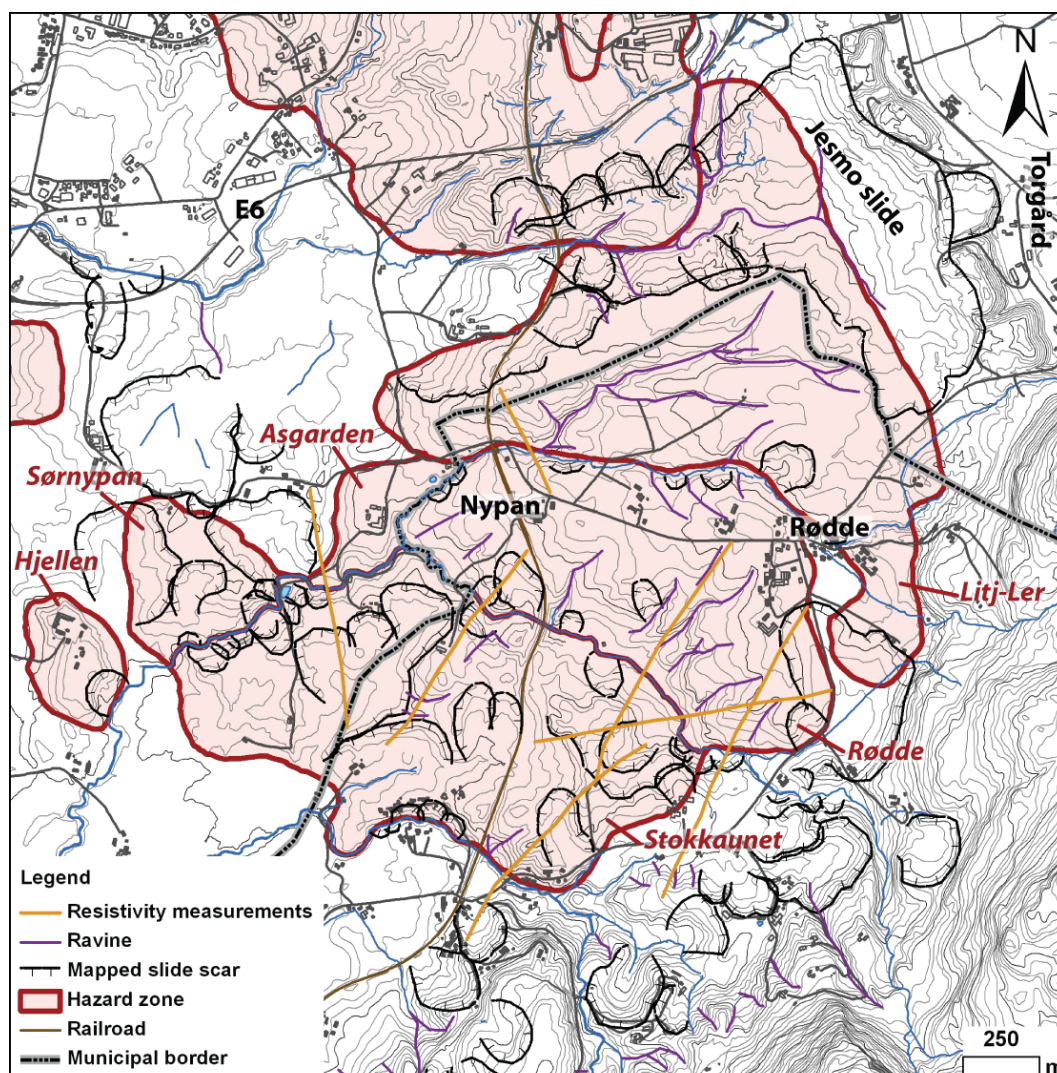 N
Jesmo slide
Torgård
E6
Asgarden
Sørnypan
Nypan
Rødde
Hjellen
Litj-Ler
Rødde
Stokkaunet
Legend
Resistivity measurements
Ravine
Mapped slide scar
Hazard zone
Railroad
Municipal border
250
m